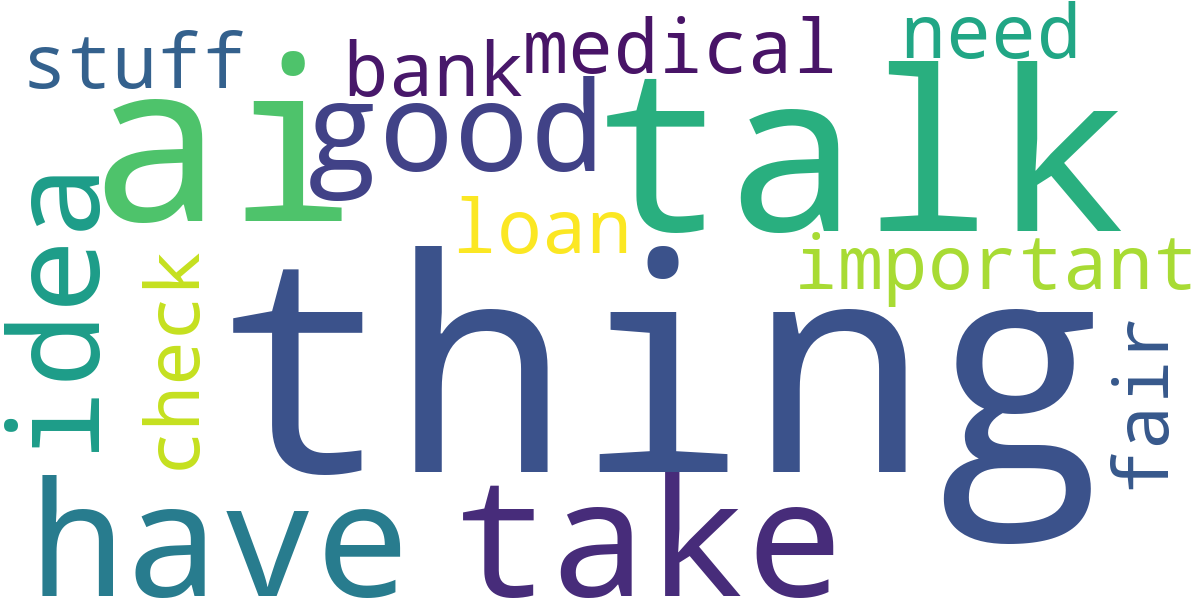 stuff
bank
medical
need
ai
good
talk
idea
loan
important
check
thing
fair
have
take